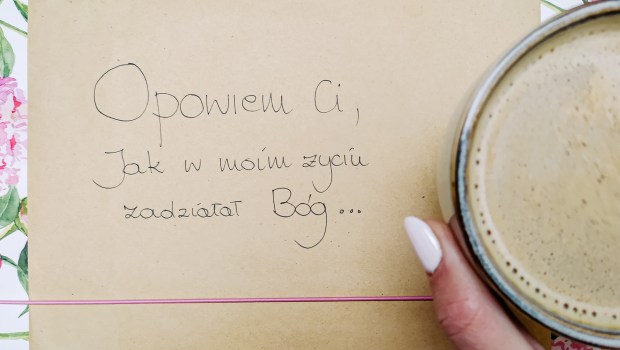 Opowiem Ci,
Jak w moim życiu
zadziałał Bóg...